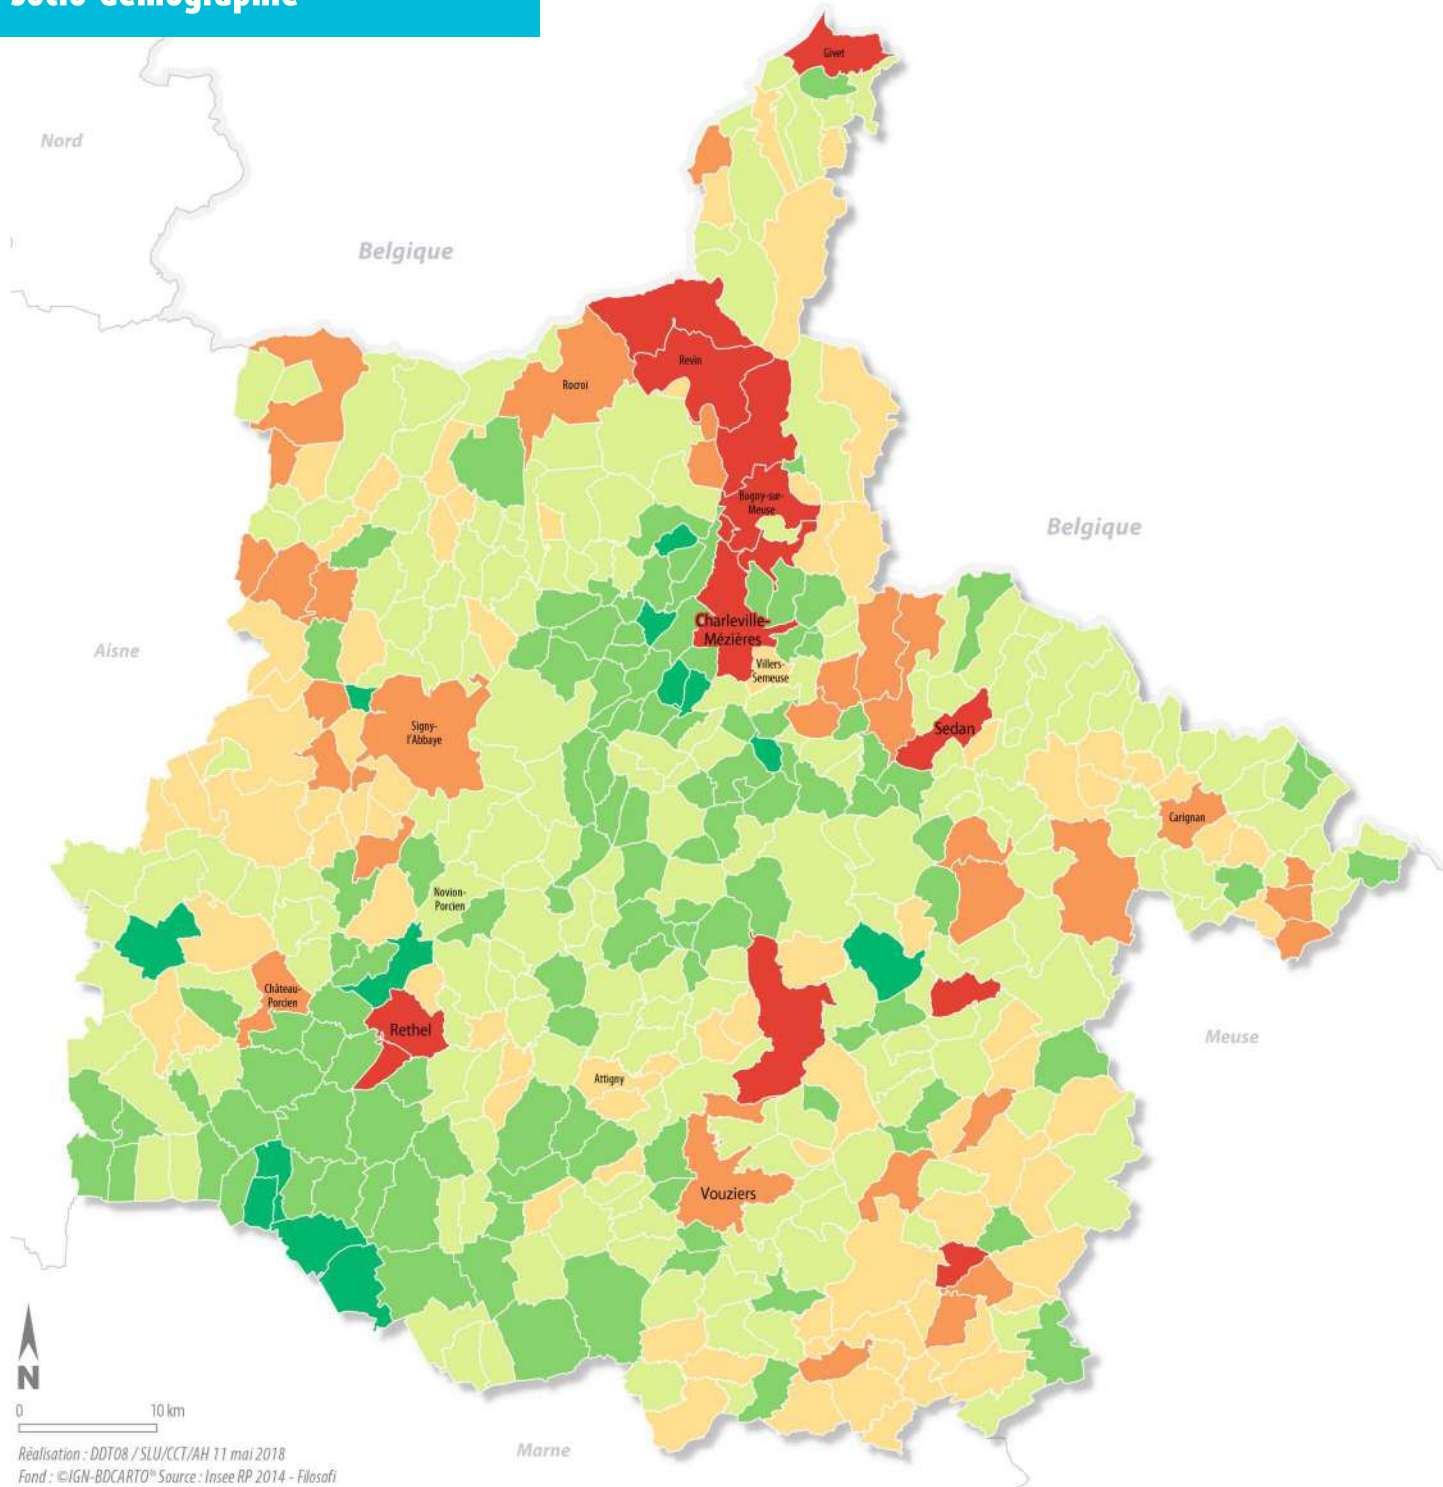 socio-démographie
Givet
Nord
Belgique
Revin
Rocroi
Bogny-sur-
Meuse
Belgique
Charleville-
Mézières
Aisne
Villers-
Semeuse
Signy-
l'Abbaye
Sedan
Carignan
Novion-
Porcien
Château-
Porcien
Rethel
Meuse
Attigny
Vouziers
N
0 10 km
Marne
Réalisation : DDT08 / SLU/CCT/AH 11 mai 2018
Fond : ©IGN-BDCARTO® Source : Insee RP 2014 - Filosofi